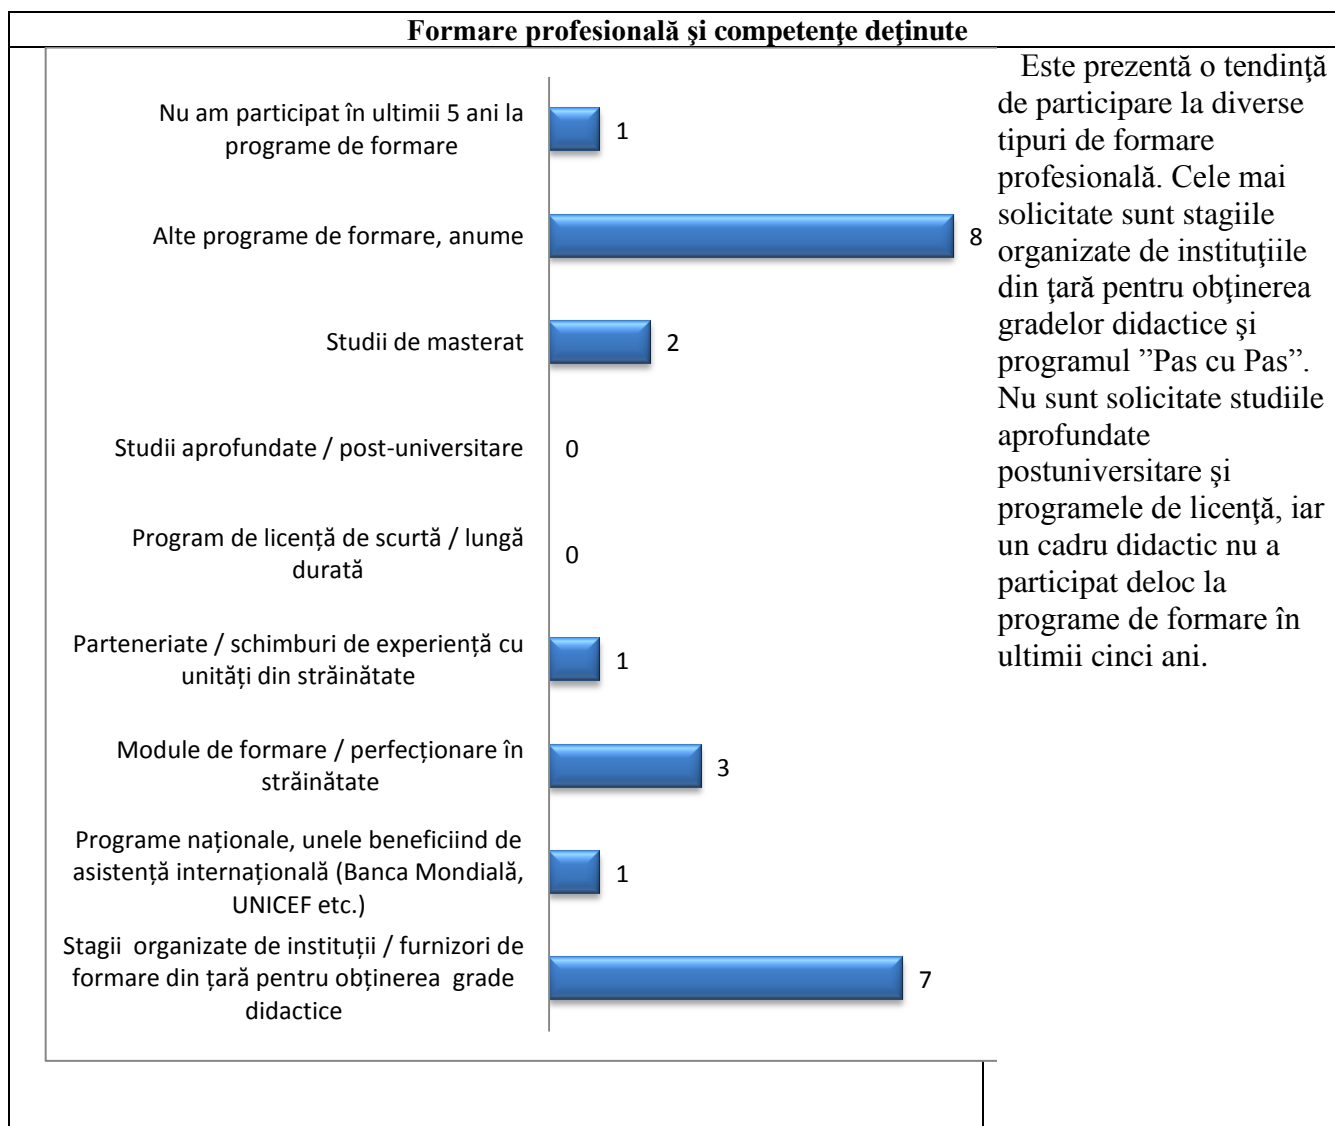 Formare profesională şi competenţe deţinute
Nu am participat în ultimii 5 ani la
programe de formare
1
Alte programe de formare, anume
8
Studii de masterat
2
Studii aprofundate / post-universitare
0
Program de licență de scurtă / lungă
durată
0
Parteneriate / schimburi de experiență cu
unități din străinătate
1
Module de formare / perfecționare în
străinătate
3
Programe naționale, unele beneficiind de
asistență internațională (Banca Mondială,
UNICEF etc.)
1
Stagii organizate de instituții / furnizori de
formare din țară pentru obținerea grade
didactice
7
Este prezentă o tendinţă
de participare la diverse
tipuri de formare
profesională. Cele mai
solicitate sunt stagiile
organizate de instituţiile
din ţară pentru obţinerea
gradelor didactice şi
programul ”Pas cu Pas”.
Nu sunt solicitate studiile
aprofundate
postuniversitare şi
programele de licenţă, iar
un cadru didactic nu a
participat deloc la
programe de formare în
ultimii cinci ani.